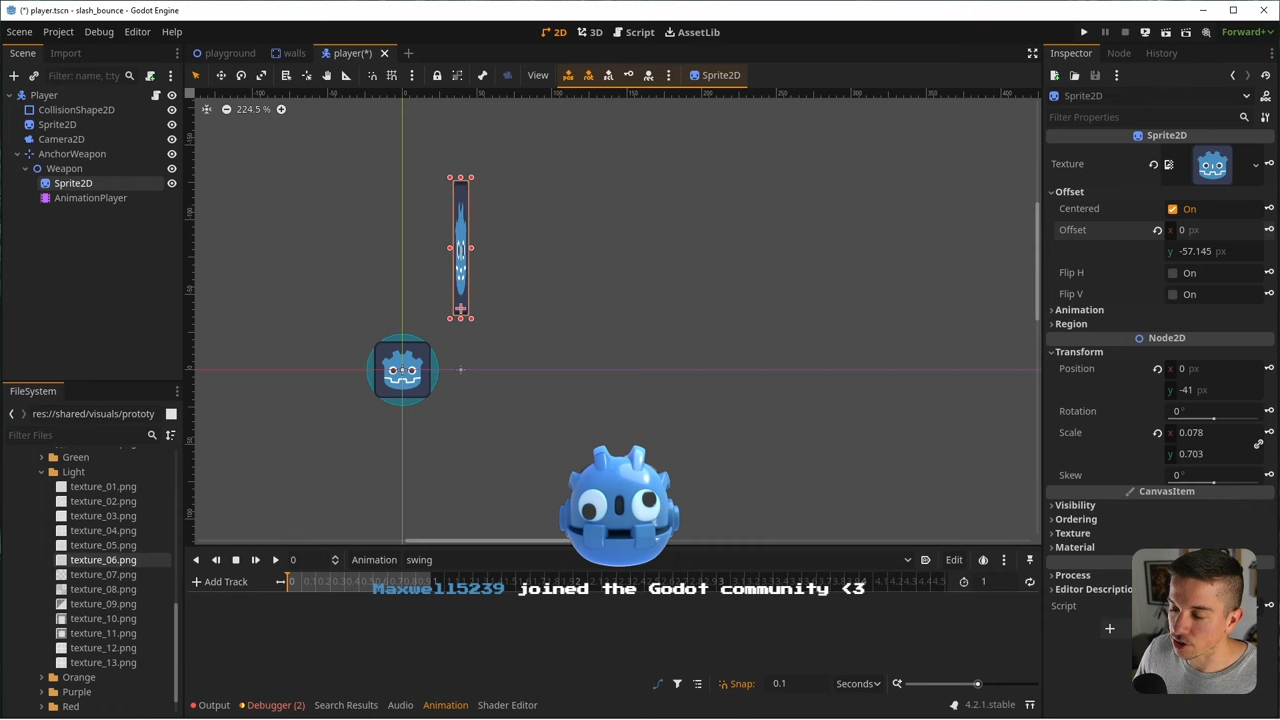 (*) player.tscn - slash_bounce - Godot Engine
Scene Project Debug Editor Help
2D 3D Script AssetLib
Forward+
Scene Import
playground walls player(*)
Inspector Node History
Filter: name, t:ty
View
Sprite2D
Player
CollisionShape2D
Sprite2D
Camera2D
AnchorWeapon
Weapon
Sprite2D
AnimationPlayer
224.5 %
Sprite2D
Filter Properties
Sprite2D
Texture
Offset
Centered On
Offset x 0 px
y -57.145 px
Flip H On
Flip V On
Animation
Region
Node2D
Transform
Position x 0 px
y -41 px
Rotation 0 °
Scale x 0.078
y 0.703
Skew 0 °
CanvasItem
Visibility
Ordering
Texture
Material
Process
Editor Descriptio
Script
FileSystem
res://shared/visuals/prototy
Filter Files
Green
Light
texture_01.png
texture_02.png
texture_03.png
texture_04.png
texture_05.png
texture_06.png
texture_07.png
texture_08.png
texture_09.png
texture_10.png
texture_11.png
texture_12.png
texture_13.png
Orange
Purple
Red
0 Animation swing Edit
Add Track
1
Maxwell5239 joined the Godot community <3
Snap: 0.1 Seconds
Output Debugger (2) Search Results Audio Animation Shader Editor
4.2.1.stable